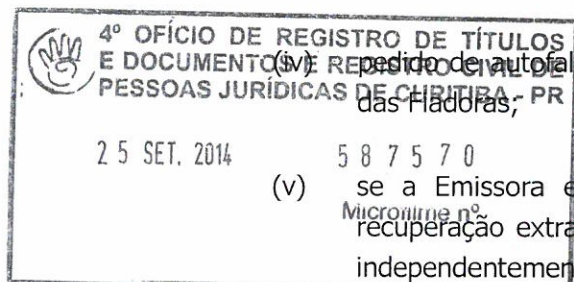 4º OFÍCIO DE REGISTRO DE TÍTULOS
E DOCUMENTOS E REGISTRO CIVIL DE
PESSOAS JURÍDICAS DE CURITIBA - PR
25 SET. 2014
587570
Microfilme nº
(iv) pedido de autofal
das Fiadoras;
(v) se a Emissora e
recuperação extra
independentemen